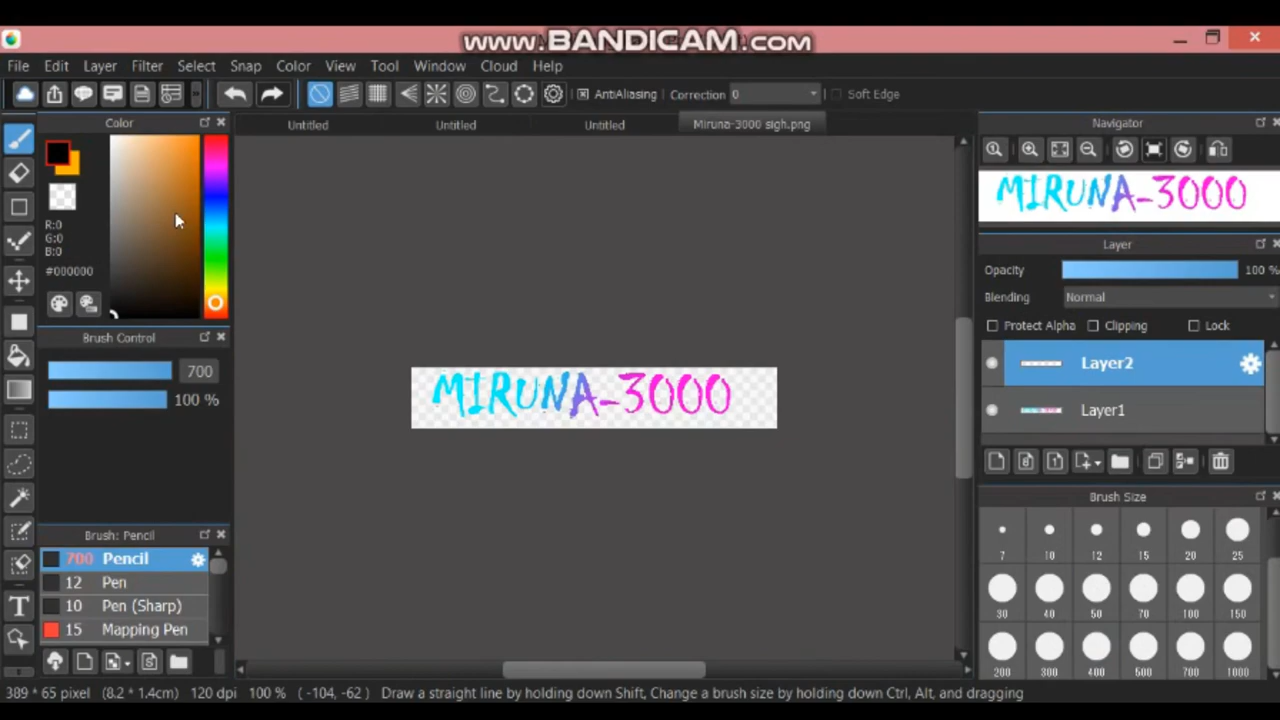 www.BANDICAM.com
File Edit Layer Filter Select Snap Color View Tool Window Cloud Help
AntiAliasing Correction 0 Soft Edge
Color
Untitled Untitled Untitled Miruna-3000 sigh.png
Navigator
R:0
G:0
B:0
#000000
Brush Control
700
100 %
Brush: Pencil
700 Pencil
12 Pen
10 Pen (Sharp)
15 Mapping Pen
MIRUNA-3000
MIRUNA-3000
Layer
Opacity 100 %
Blending Normal
Protect Alpha Clipping Lock
Layer2
Layer1
Brush Size
7 10 12 15 20 25
30 40 50 70 100 150
200 300 400 500 700 1000
389 * 65 pixel (8.2 * 1.4cm) 120 dpi 100 % ( -104, -62 ) Draw a straight line by holding down Shift, Change a brush size by holding down Ctrl, Alt, and dragging